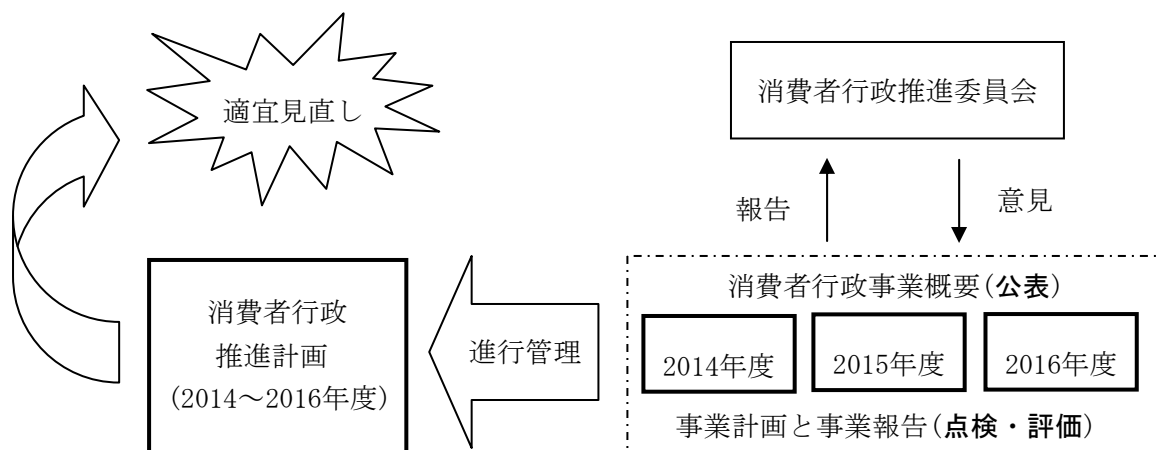 適宜見直し
消費者行政推進委員会
報告
意見
消費者行政
推進計画
(2014～2016年度)
進行管理
消費者行政事業概要(公表)
2014年度
2015年度
2016年度
事業計画と事業報告(点検・評価)